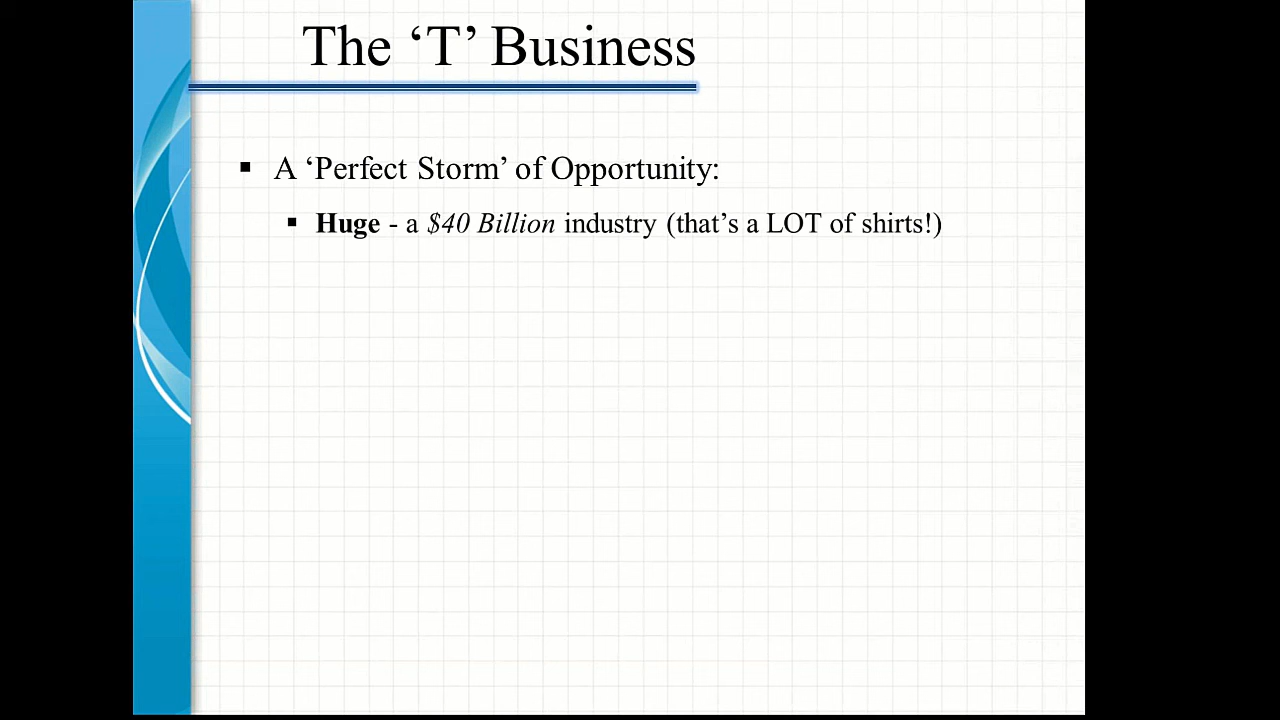 The ‘T’ Business
▪ A ‘Perfect Storm’ of Opportunity:
▪ Huge - a $40 Billion industry (that’s a LOT of shirts!)